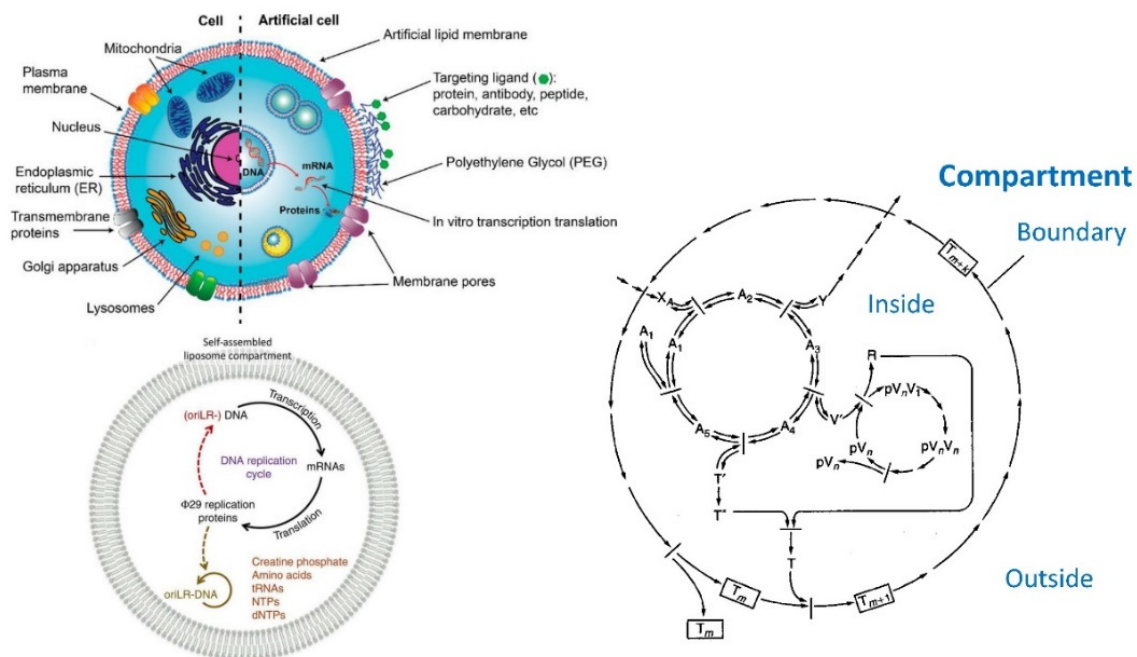 Cell
Artificial cell
Mitochondria
Plasma
membrane
Nucleus
Endoplasmic
reticulum (ER)
Transmembrane
proteins
Golgi apparatus
Lysosomes
DNA
mRNA
Proteins
Artificial lipid membrane
Targeting ligand ( ):
protein, antibody, peptide,
carbohydrate, etc
Polyethylene Glycol (PEG)
In vitro transcription translation
Membrane pores
Self-assembled
liposome compartment
(oriLR-) DNA
Transcription
DNA replication
cycle
mRNAs
Φ29 replication
proteins
Translation
oriLR-DNA
Creatine phosphate
Amino acids
tRNAs
NTPs
dNTPs
Compartment
Boundary
Inside
Outside
Tm+k
XA
A2
Y
A1
A1
A3
R
pVnV1
V'
A5
A4
pVn
pVnVn
pVn
T'
T*
T
Tm
Tm+1
Tm